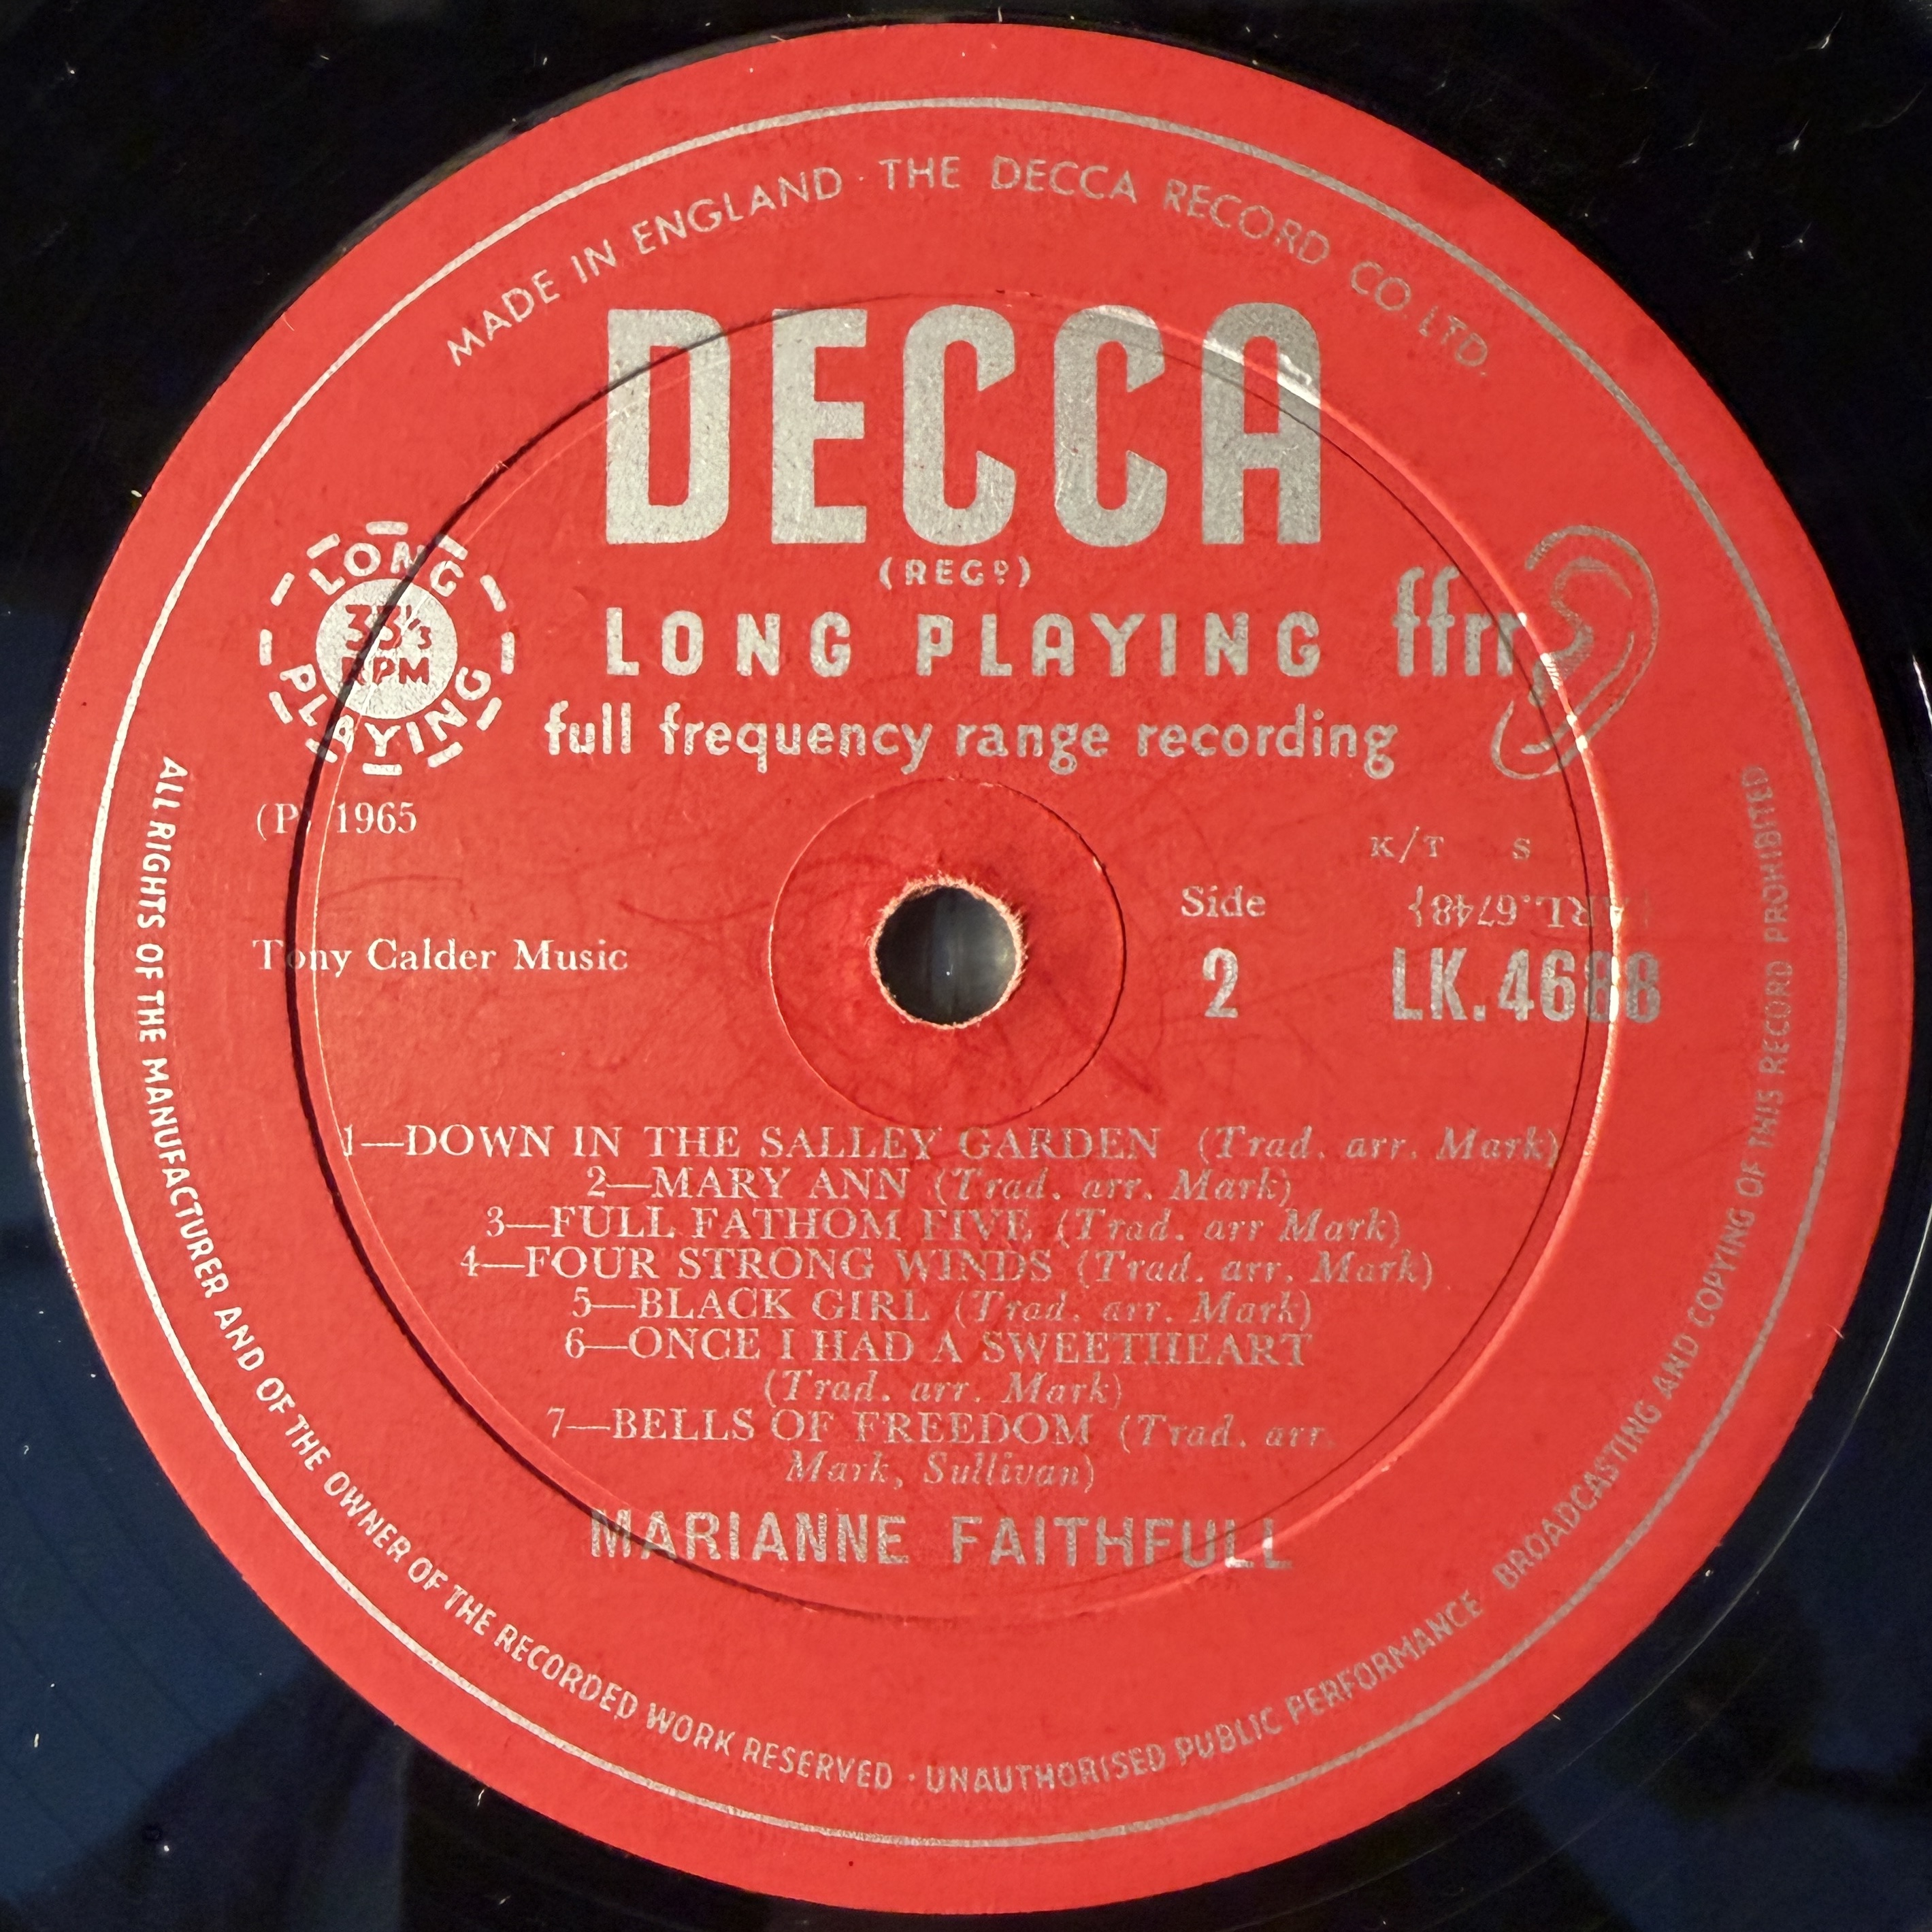 MADE IN ENGLAND · THE DECCA RECORD CO. LTD.
DECCA
(REGD)
LONG PLAYING
33⅓
RPM
LONG PLAYING
ffrr
full frequency range recording
(P) 1965
K/T S
Side
(ARL.6748)
Tony Calder Music
2
LK.4688
1—DOWN IN THE SALLEY GARDEN (Trad. arr. Mark)
2—MARY ANN (Trad. arr. Mark)
3—FULL FATHOM FIVE (Trad. arr Mark)
4—FOUR STRONG WINDS (Trad. arr. Mark)
5—BLACK GIRL (Trad. arr. Mark)
6—ONCE I HAD A SWEETHEART
(Trad. arr. Mark)
7—BELLS OF FREEDOM (Trad. arr.
Mark, Sullivan)
MARIANNE FAITHFULL
ALL RIGHTS OF THE MANUFACTURER AND OF THE OWNER OF THE RECORDED WORK RESERVED · UNAUTHORISED PUBLIC PERFORMANCE · BROADCASTING AND COPYING OF THIS RECORD PROHIBITED